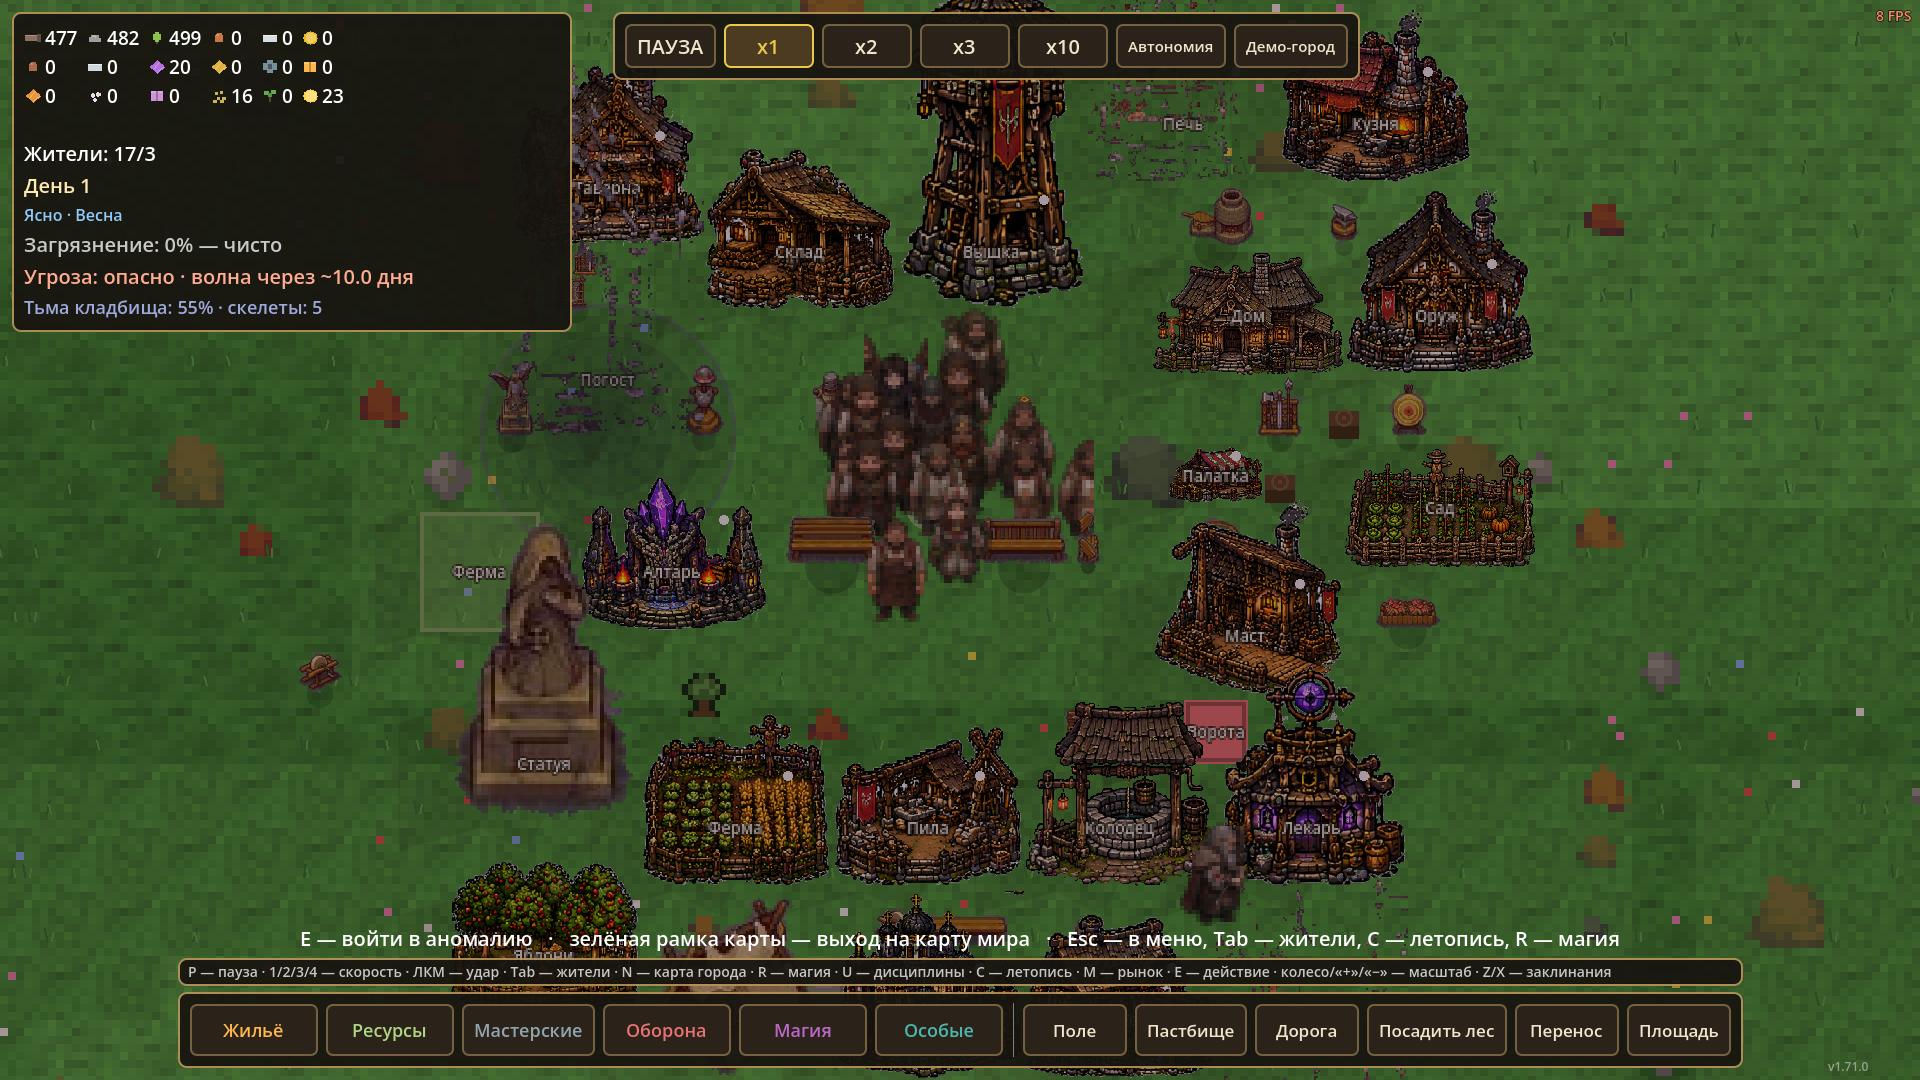 477 482 499 0 0 0
0 0 20 0 0 0
0 0 0 16 0 23
Жители: 17/3
День 1
Ясно · Весна
Загрязнение: 0% — чисто
Угроза: опасно · волна через ~10.0 дня
Тьма кладбища: 55% · скелеты: 5
ПАУЗА x1 x2 x3 x10 Автономия Демо-город
8 FPS
Печь
Кузня
Таверна
Склад
Вышка
Дом
Оруж
Погост
Палатка
Сад
Ферма
Алтарь
Маст
Ворота
Статуя
Ферма
Пила
Колодец
Лекарь
Яблони
E — войти в аномалию · зелёная рамка карты — выход на карту мира · Esc — в меню, Tab — жители, C — летопись, R — магия
P — пауза · 1/2/3/4 — скорость · ЛКМ — удар · Tab — жители · N — карта города · R — магия · U — дисциплины · C — летопись · M — рынок · E — действие · колесо/«+»/«−» — масштаб · Z/X — заклинания
Жильё Ресурсы Мастерские Оборона Магия Особые Поле Пастбище Дорога Посадить лес Перенос Площадь
v1.71.0